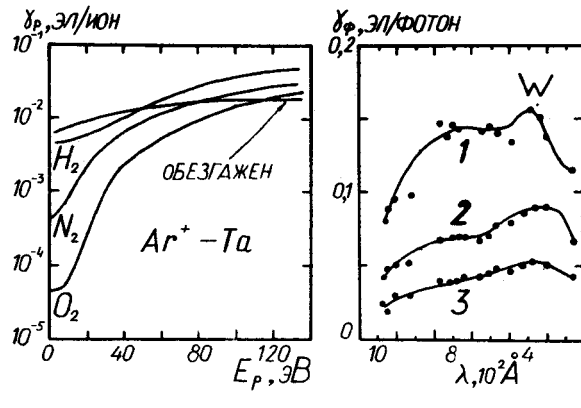 γр, эл/ион
10⁻¹
10⁻²
10⁻³
10⁻⁴
10⁻⁵
H₂
N₂
O₂
ОБЕЗГАЖЕН
Ar⁺ – Ta
0 40 80 120
Eр, эВ
γф, эл/фотон
0,2
0,1
0
W
1
2
3
10 8 6 4
λ, 10² Å